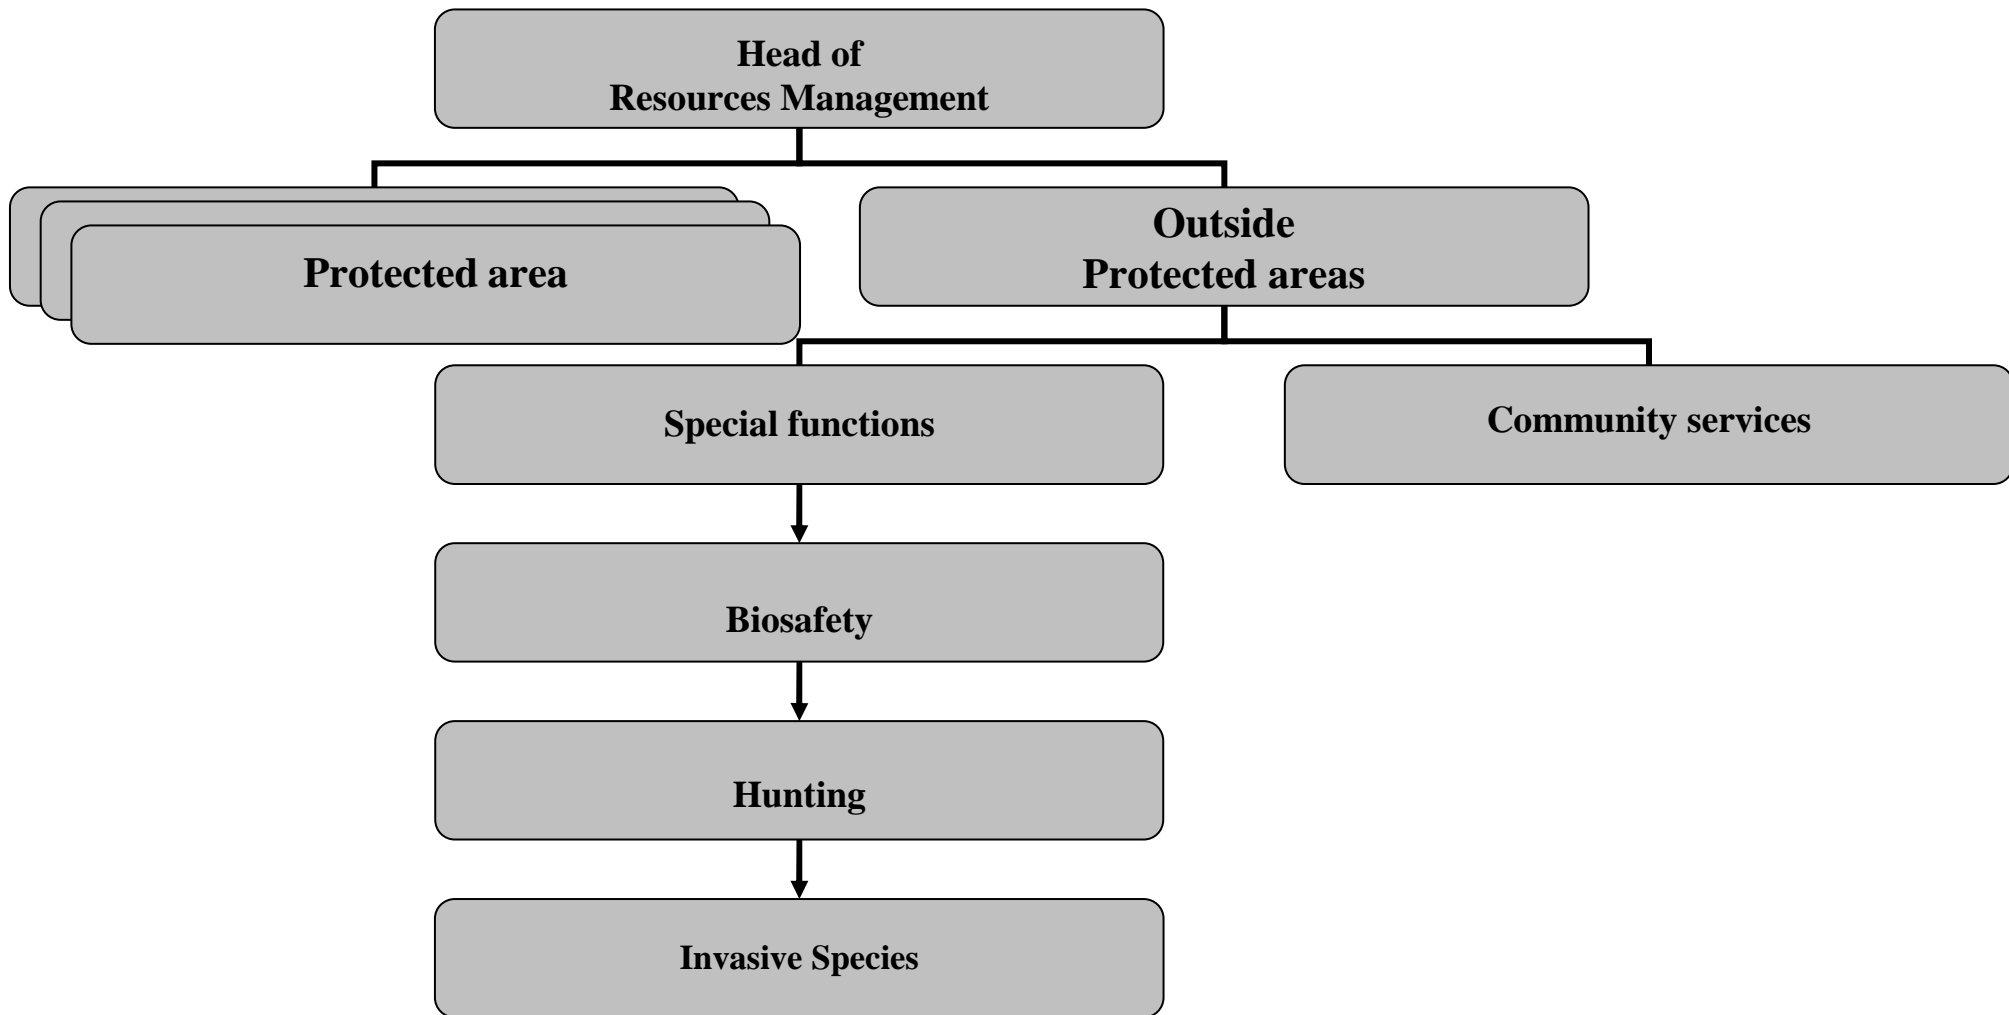 Head of
Resources Management
Protected area
Outside
Protected areas
Special functions
Community services
Biosafety
Hunting
Invasive Species